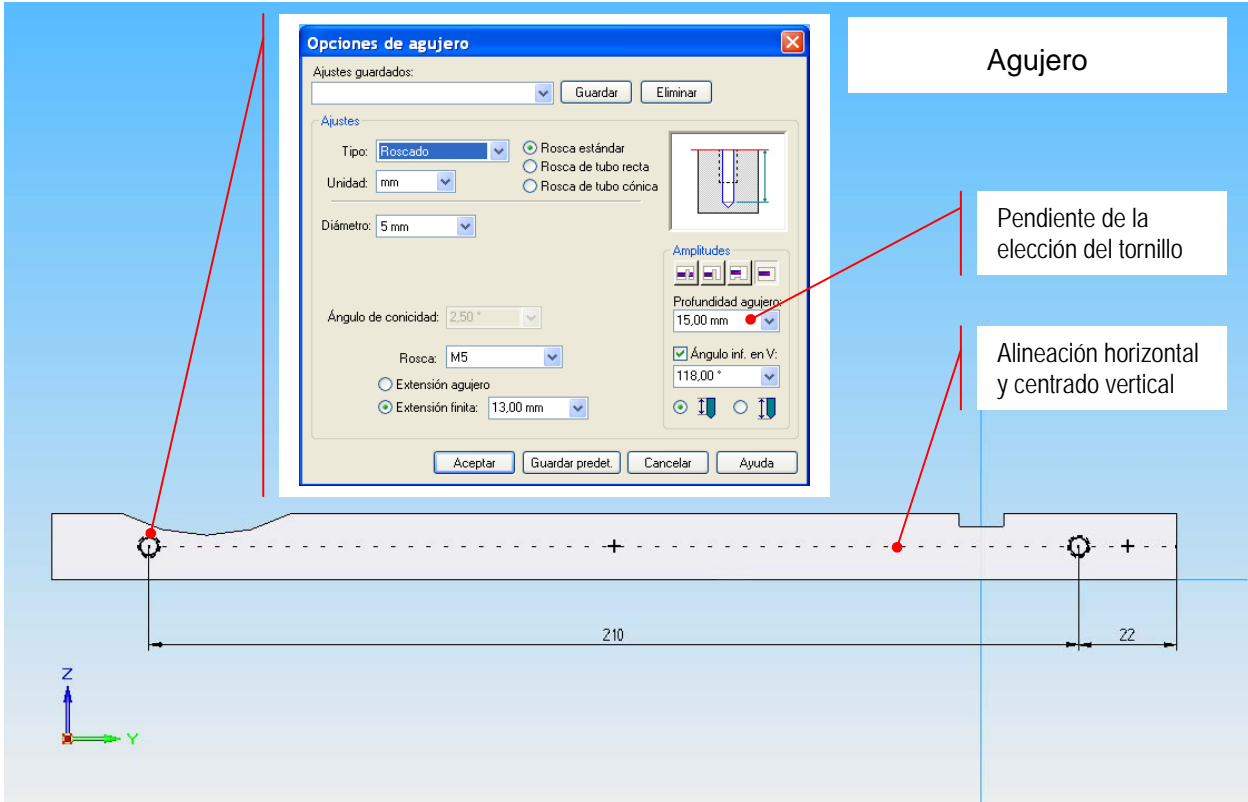 Opciones de agujero
Agujero
Ajustes guardados:
Guardar
Eliminar
Ajustes
Tipo: Roscado
Rosca estándar
Rosca de tubo recta
Rosca de tubo cónica
Unidad: mm
Diámetro: 5 mm
Amplitudes
Profundidad agujero:
15,00 mm
Ángulo de conicidad: 2,50 °
Rosca: M5
Ángulo inf. en V:
118,00 °
Extensión agujero
Extensión finita: 13,00 mm
Aceptar
Guardar predet.
Cancelar
Ayuda
Pendiente de la
elección del tornillo
Alineación horizontal
y centrado vertical
210
22
Z
Y